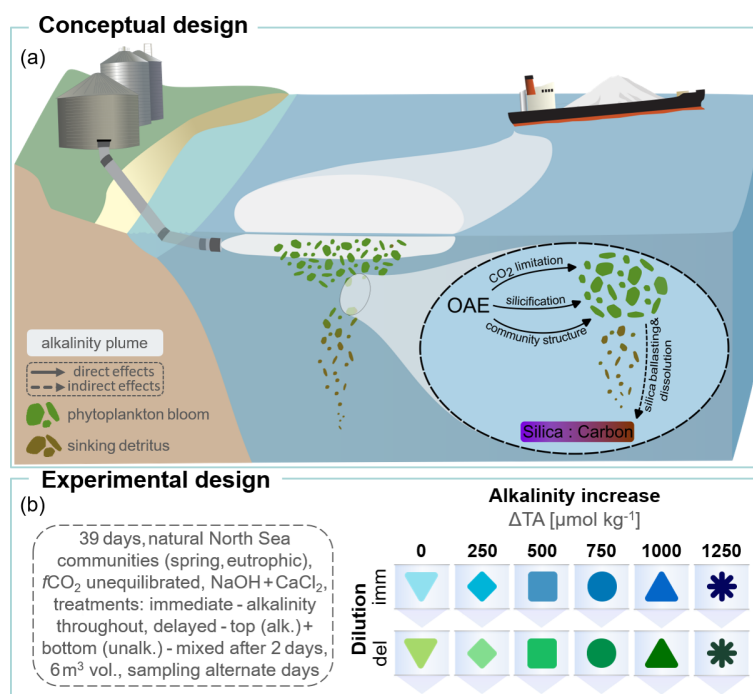 Conceptual design
(a)
CO2 limitation
OAE
silicification
community structure
silica ballasting&
dissolution
Silica : Carbon
alkalinity plume
direct effects
indirect effects
phytoplankton bloom
sinking detritus
Experimental design
(b)
39 days, natural North Sea
communities (spring, eutrophic),
fCO2 unequilibrated, NaOH+CaCl2,
treatments: immediate - alkalinity
throughout, delayed - top (alk.)+
bottom (unalk.) - mixed after 2 days,
6 m³ vol., sampling alternate days
Alkalinity increase
ΔTA [µmol kg⁻¹]
0 250 500 750 1000 1250
Dilution
imm
del